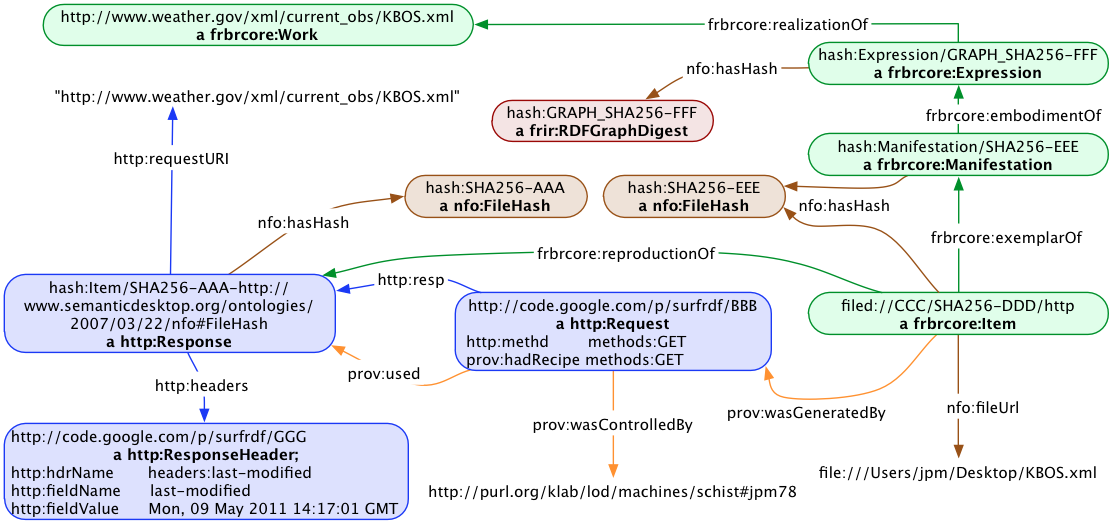 http://www.weather.gov/xml/current_obs/KBOS.xml
a frbrcore:Work
frbrcore:realizationOf
hash:Expression/GRAPH_SHA256-FFF
a frbrcore:Expression
nfo:hasHash
"http://www.weather.gov/xml/current_obs/KBOS.xml"
hash:GRAPH_SHA256-FFF
a frir:RDFGraphDigest
frbrcore:embodimentOf
http:requestURI
hash:Manifestation/SHA256-EEE
a frbrcore:Manifestation
hash:SHA256-AAA
a nfo:FileHash
hash:SHA256-EEE
a nfo:FileHash
nfo:hasHash
nfo:hasHash
frbrcore:exemplarOf
frbrcore:reproductionOf
hash:Item/SHA256-AAA-http://
www.semanticdesktop.org/ontologies/
2007/03/22/nfo#FileHash
a http:Response
http:resp
http://code.google.com/p/surfrdf/BBB
a http:Request
http:methd methods:GET
prov:hadRecipe methods:GET
filed://CCC/SHA256-DDD/http
a frbrcore:Item
prov:used
http:headers
prov:wasControlledBy
prov:wasGeneratedBy
nfo:fileUrl
http://code.google.com/p/surfrdf/GGG
a http:ResponseHeader;
http:hdrName headers:last-modified
http:fieldName last-modified
http:fieldValue Mon, 09 May 2011 14:17:01 GMT
http://purl.org/klab/lod/machines/schist#jpm78
file:///Users/jpm/Desktop/KBOS.xml